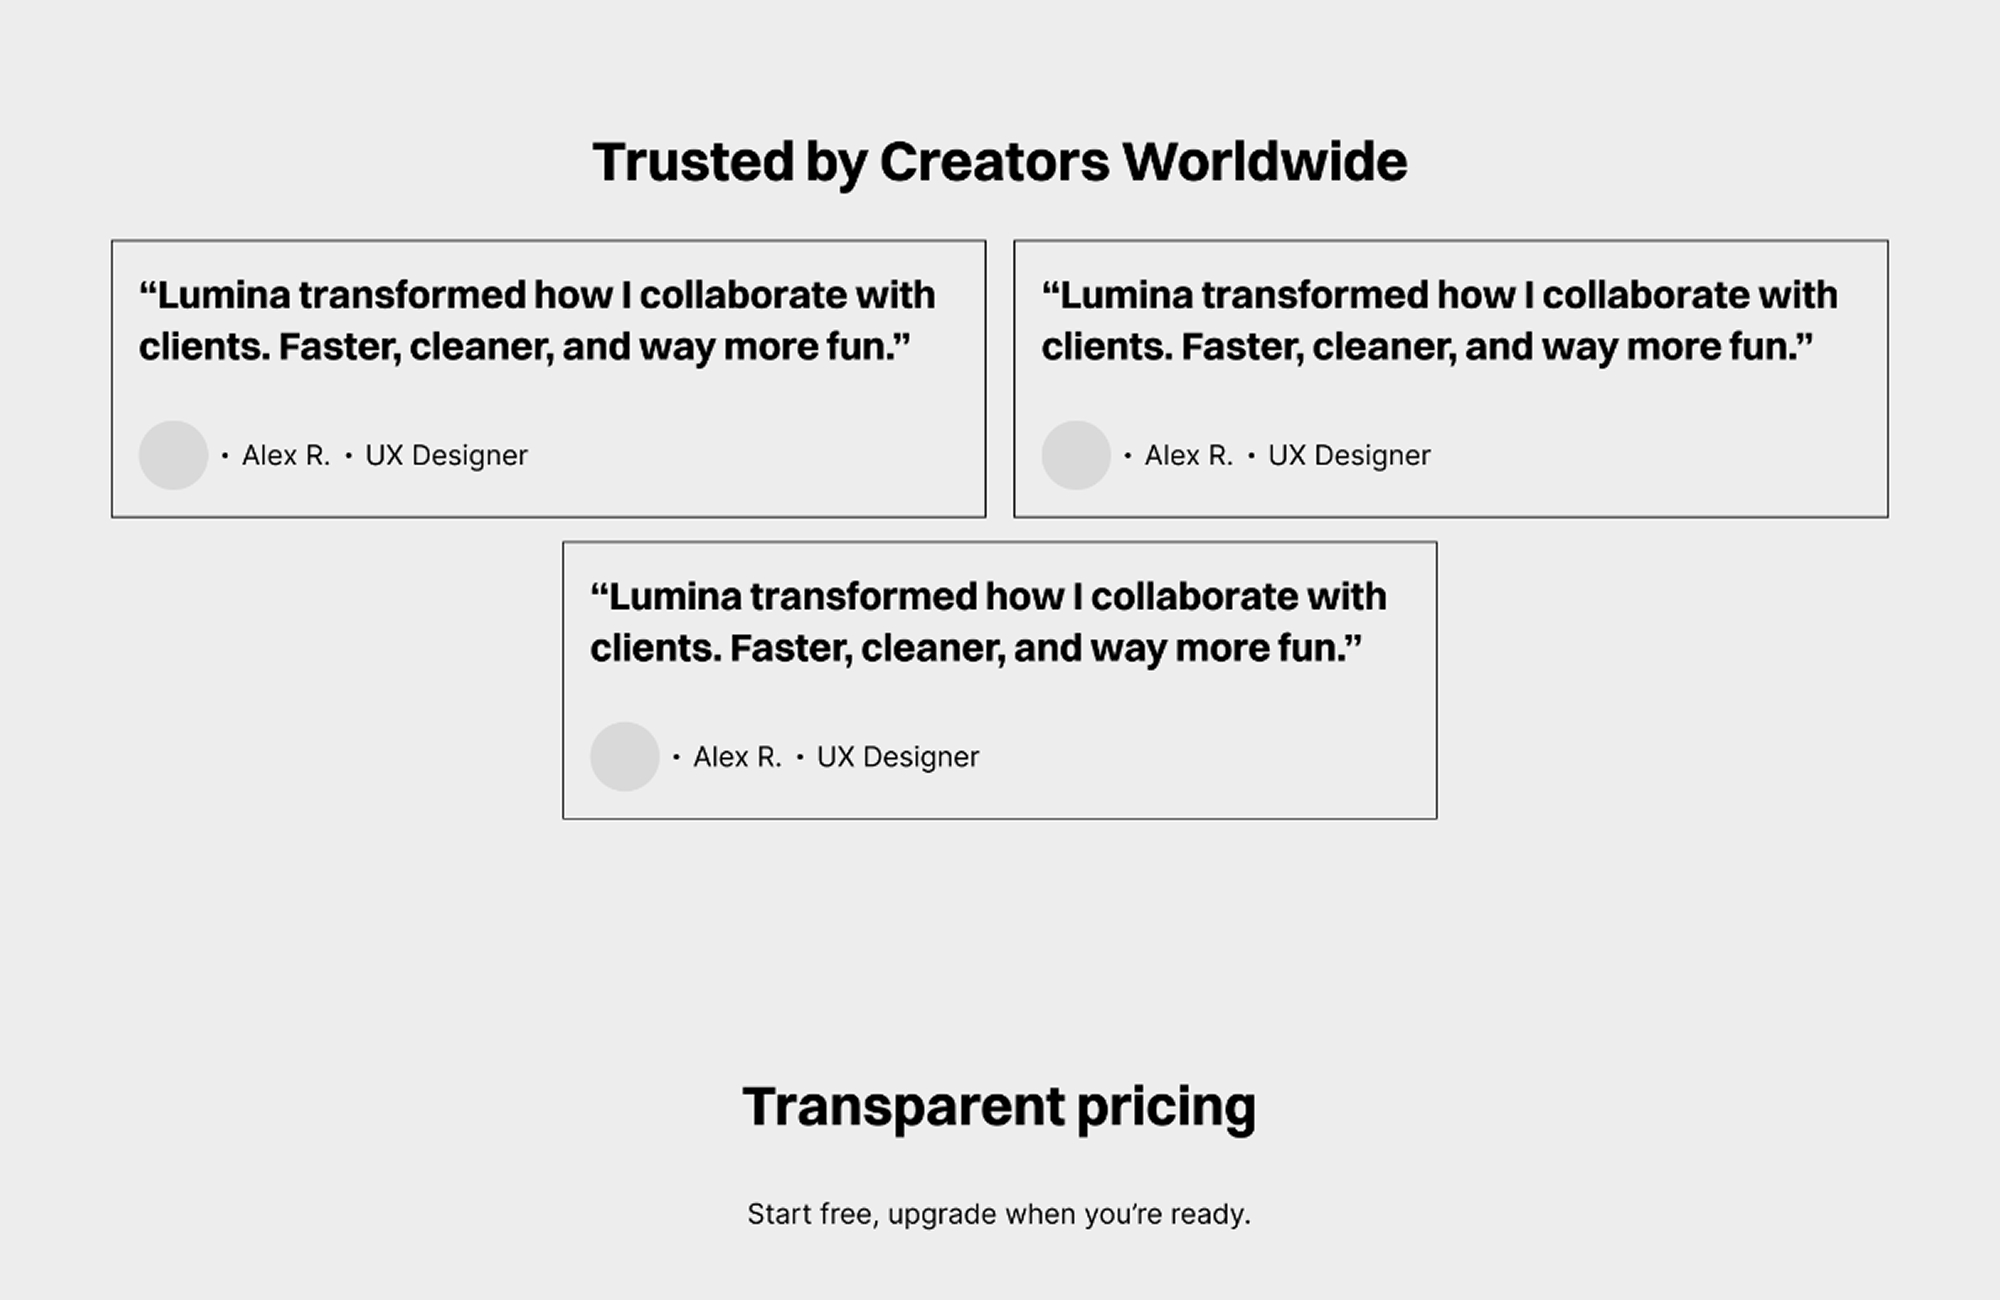 Trusted by Creators Worldwide
“Lumina transformed how I collaborate with
clients. Faster, cleaner, and way more fun.”
• Alex R. • UX Designer
“Lumina transformed how I collaborate with
clients. Faster, cleaner, and way more fun.”
• Alex R. • UX Designer
“Lumina transformed how I collaborate with
clients. Faster, cleaner, and way more fun.”
• Alex R. • UX Designer
Transparent pricing
Start free, upgrade when you’re ready.